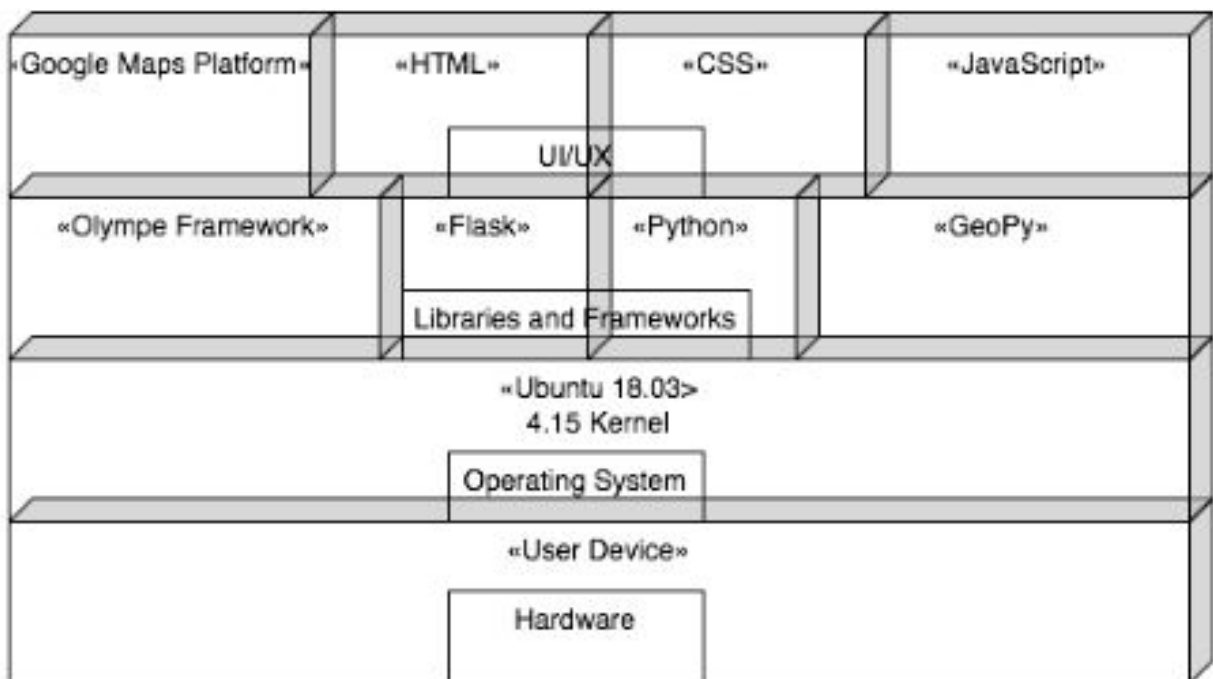 «Google Maps Platform» «HTML» «CSS» «JavaScript»
UI/UX
«Olympe Framework» «Flask» «Python» «GeoPy»
Libraries and Frameworks
«Ubuntu 18.03>
4.15 Kernel
Operating System
«User Device»
Hardware